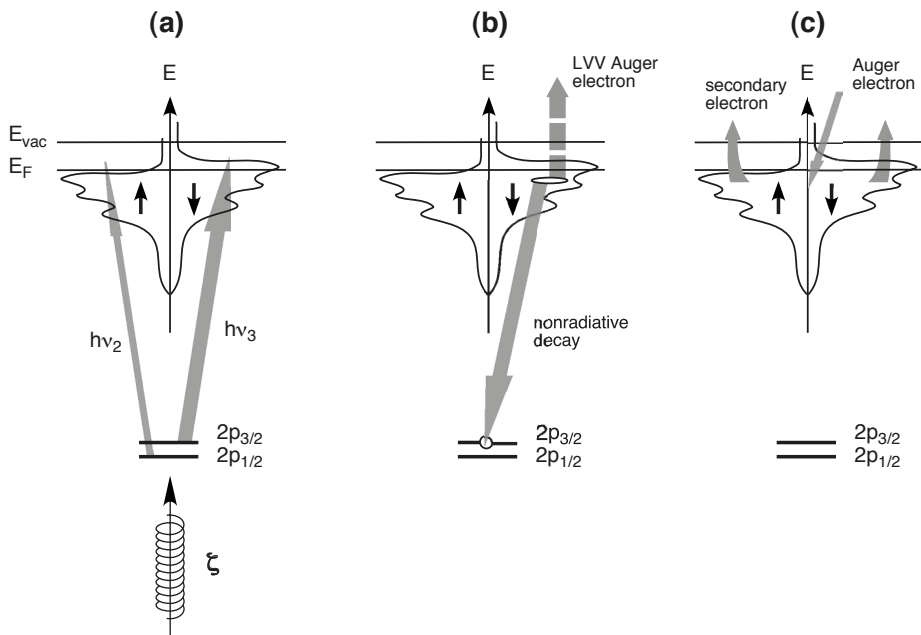 (a)
E
E_vac
E_F
hν₂
hν₃
2p₃/₂
2p₁/₂
ζ
(b)
LVV Auger
electron
nonradiative
decay
2p₃/₂
2p₁/₂
(c)
E
secondary
electron
Auger
electron
2p₃/₂
2p₁/₂